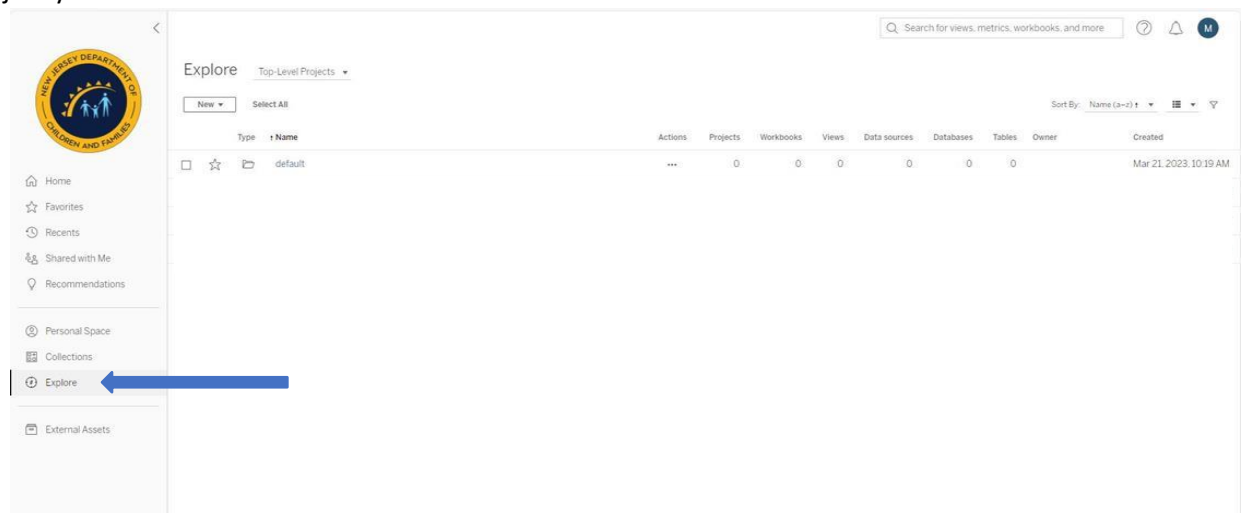 NEW JERSEY DEPARTMENT OF
CHILDREN AND FAMILIES
Home
Favorites
Recents
Shared with Me
Recommendations
Personal Space
Collections
Explore
External Assets
Search for views, metrics, workbooks, and more
M
Explore Top-Level Projects
New Select All
Sort By: Name (a–z)
Type Name Actions Projects Workbooks Views Data sources Databases Tables Owner Created
default 0 0 0 0 0 0 Mar 21, 2023, 10:19 AM